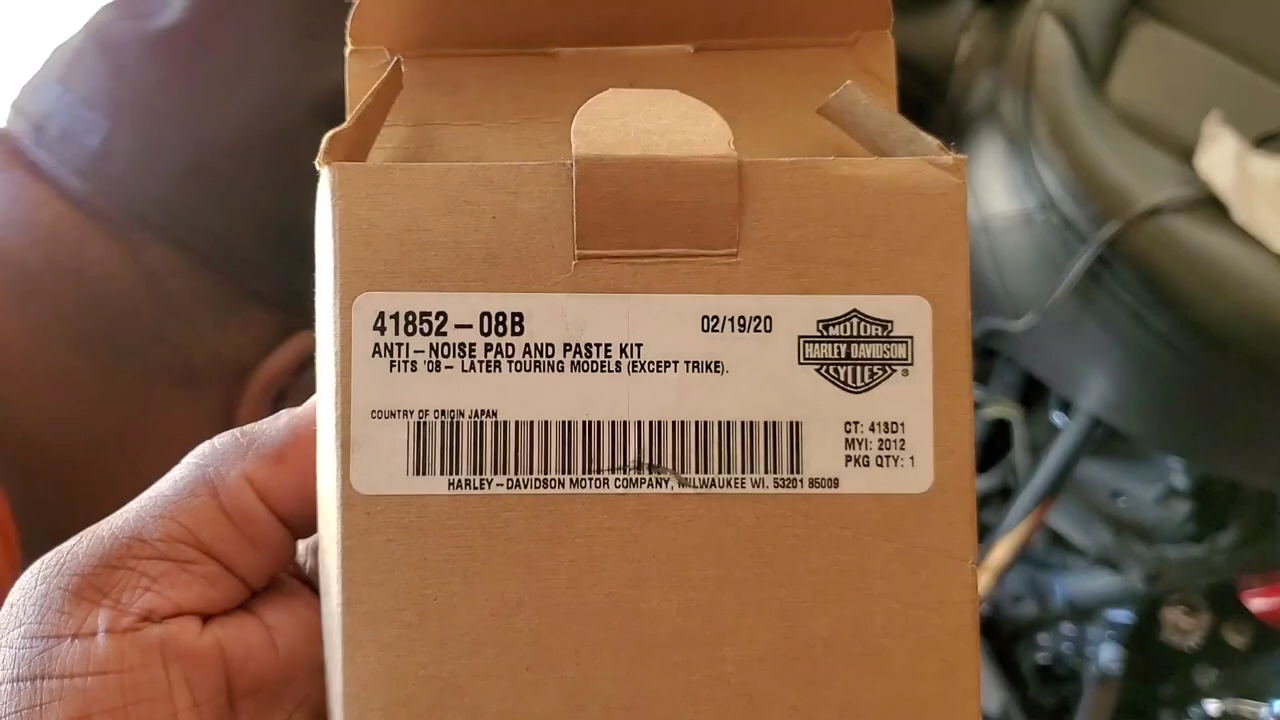 41852-08B
02/19/20
ANTI-NOISE PAD AND PASTE KIT
FITS '08- LATER TOURING MODELS (EXCEPT TRIKE).
MOTOR
HARLEY-DAVIDSON
CYCLES
®
COUNTRY OF ORIGIN JAPAN
CT: 413D1
MYI: 2012
PKG QTY: 1
HARLEY-DAVIDSON MOTOR COMPANY, MILWAUKEE WI. 53201 85009